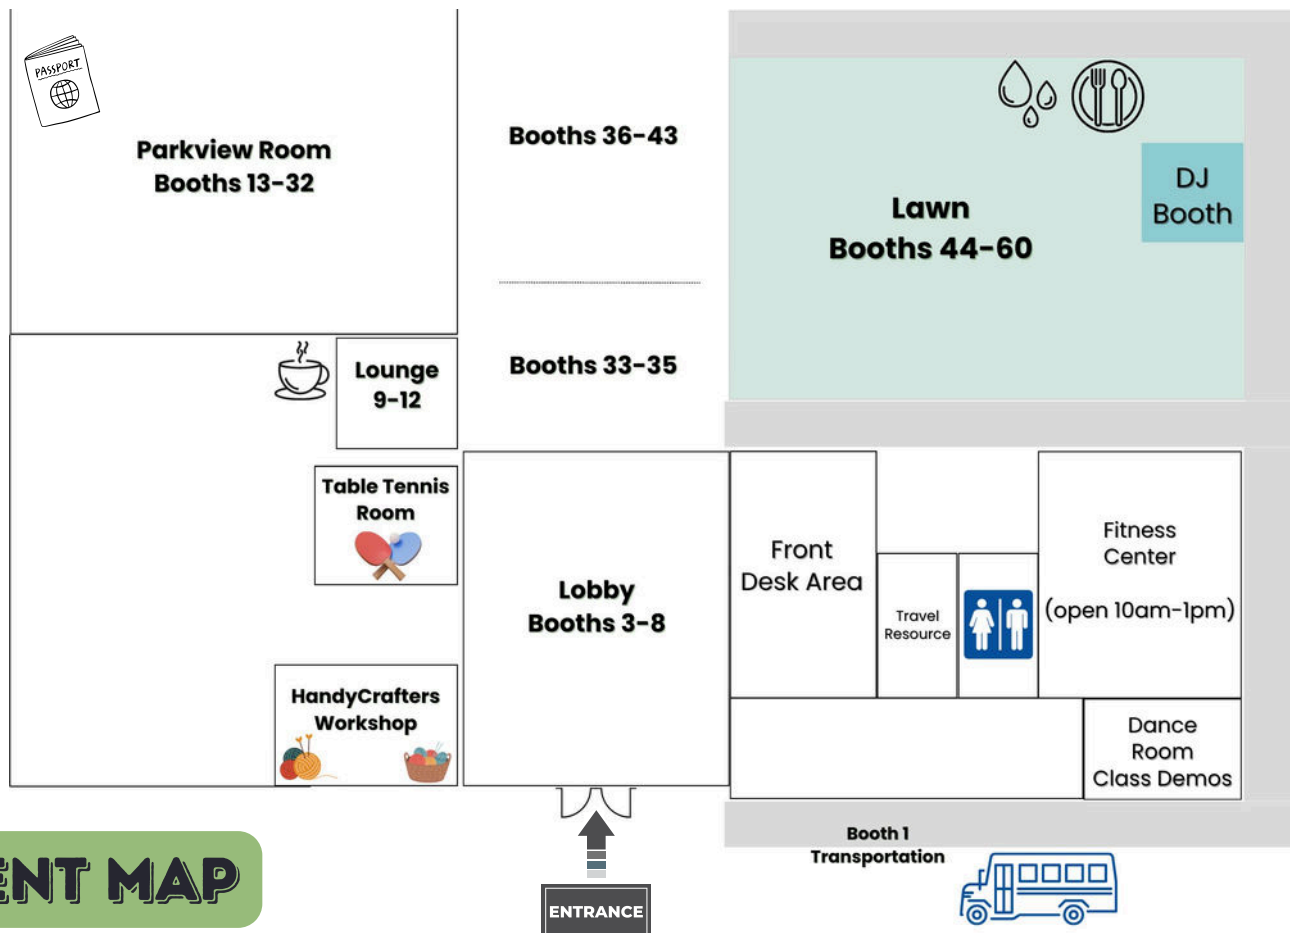 PASSPORT
Parkview Room
Booths 13-32
Booths 36-43
Lawn
Booths 44-60
DJ
Booth
Lounge
9-12
Booths 33-35
Table Tennis
Room
Lobby
Booths 3-8
Front
Desk Area
Travel
Resource
Fitness
Center
(open 10am-1pm)
HandyCrafters
Workshop
Dance
Room
Class Demos
Booth 1
Transportation
ENT MAP
ENTRANCE